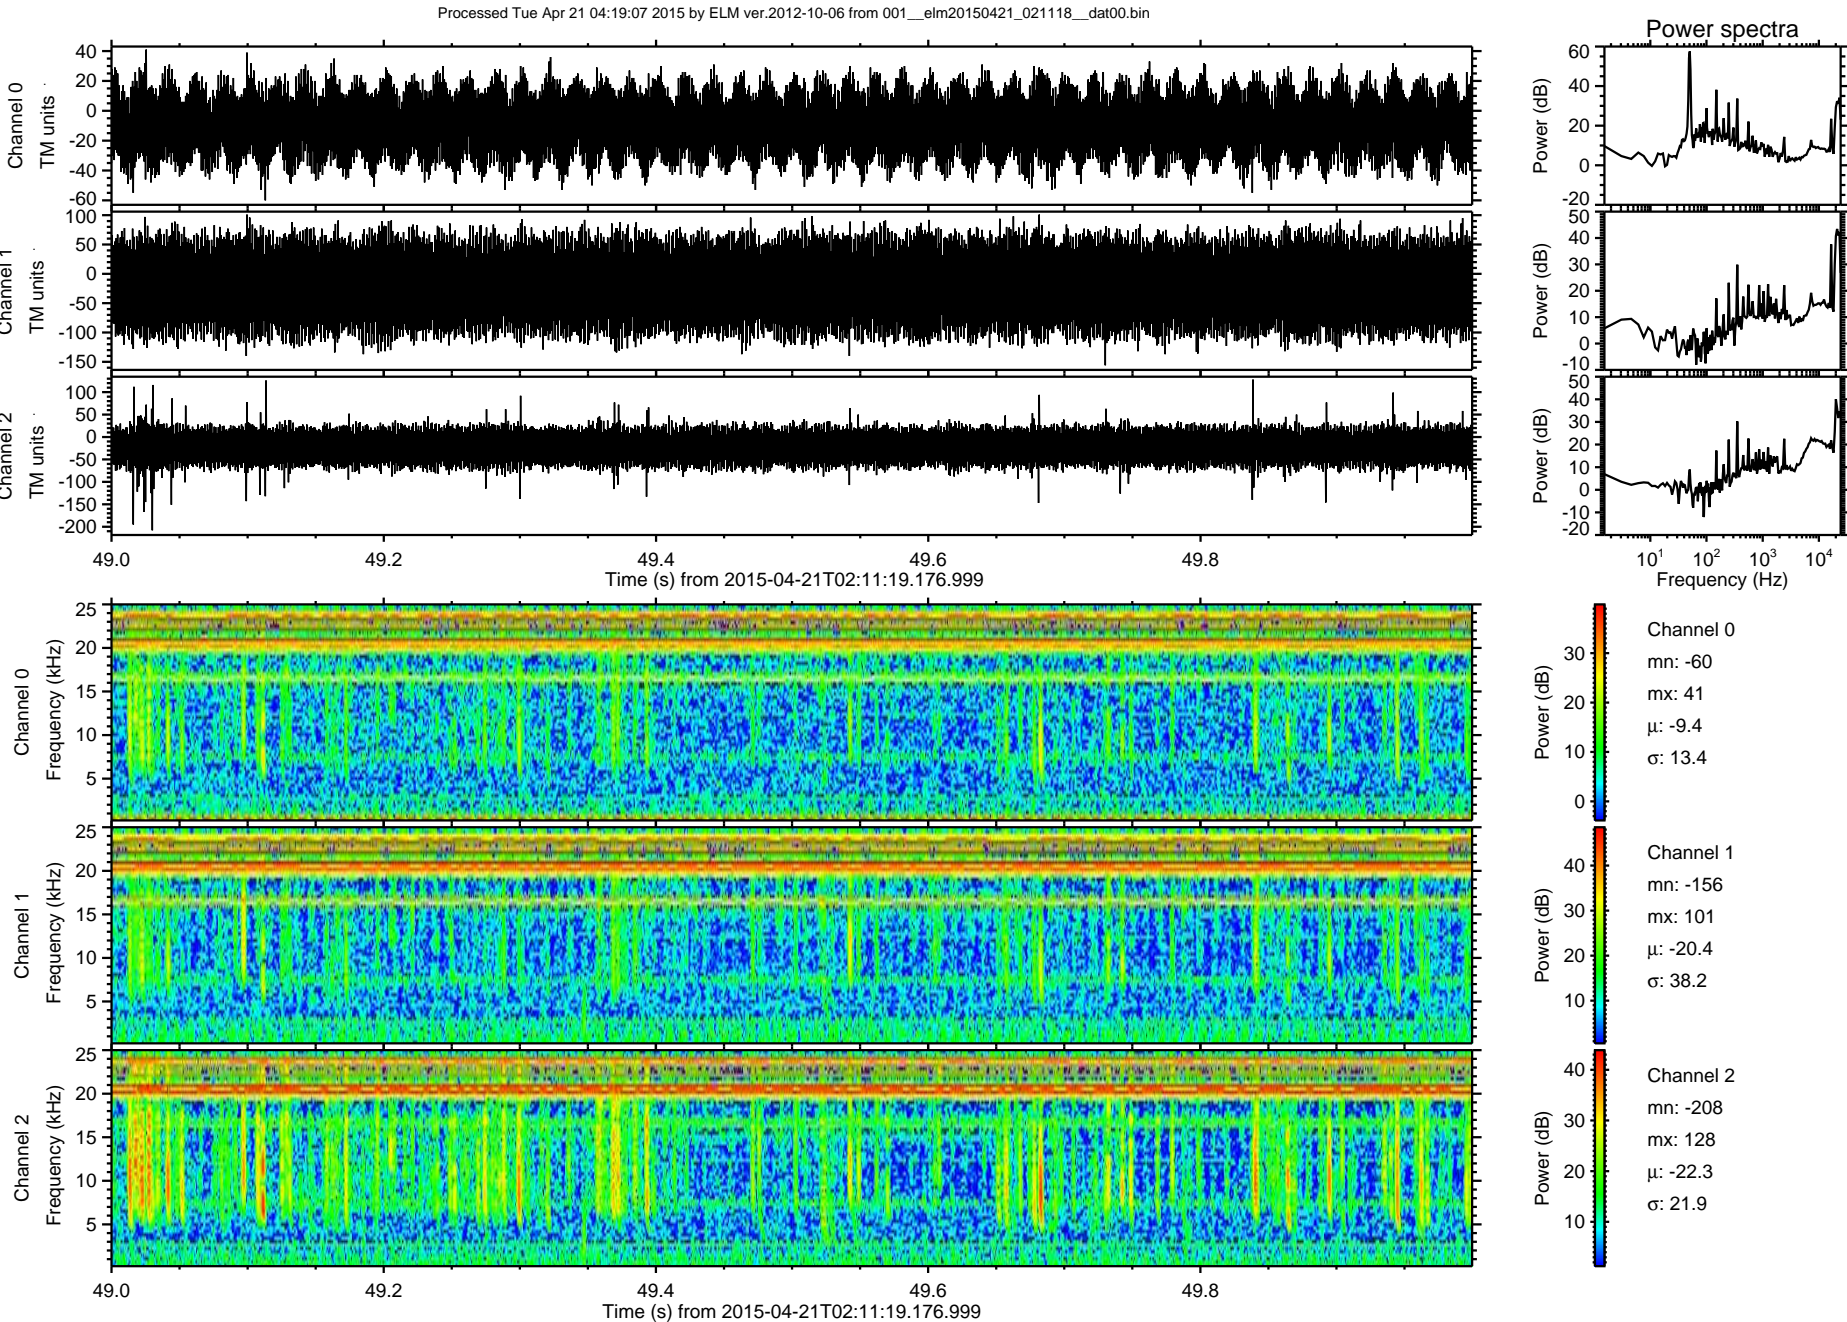 Processed Tue Apr 21 04:19:07 2015 by ELM ver.2012-10-06 from 001__elm20150421_021118__dat00.bin
Power spectra
Channel 0
TM units
40
20
0
-20
-40
-60
Power (dB)
60
40
20
0
-20
Channel 1
TM units
100
50
0
-50
-100
-150
Power (dB)
50
40
30
20
10
0
-10
Channel 2
TM units
100
50
0
-50
-100
-150
-200
Power (dB)
50
40
30
20
10
0
-10
-20
49.0 49.2 49.4 49.6 49.8
Time (s) from 2015-04-21T02:11:19.176.999
10^1 10^2 10^3 10^4
Frequency (Hz)
Channel 0
Frequency (kHz)
25
20
15
10
5
Power (dB)
30
20
10
0
Channel 0
mn: -60
mx: 41
μ: -9.4
σ: 13.4
Channel 1
Frequency (kHz)
25
20
15
10
5
Power (dB)
40
30
20
10
Channel 1
mn: -156
mx: 101
μ: -20.4
σ: 38.2
Channel 2
Frequency (kHz)
25
20
15
10
5
Power (dB)
40
30
20
10
Channel 2
mn: -208
mx: 128
μ: -22.3
σ: 21.9
49.0 49.2 49.4 49.6 49.8
Time (s) from 2015-04-21T02:11:19.176.999